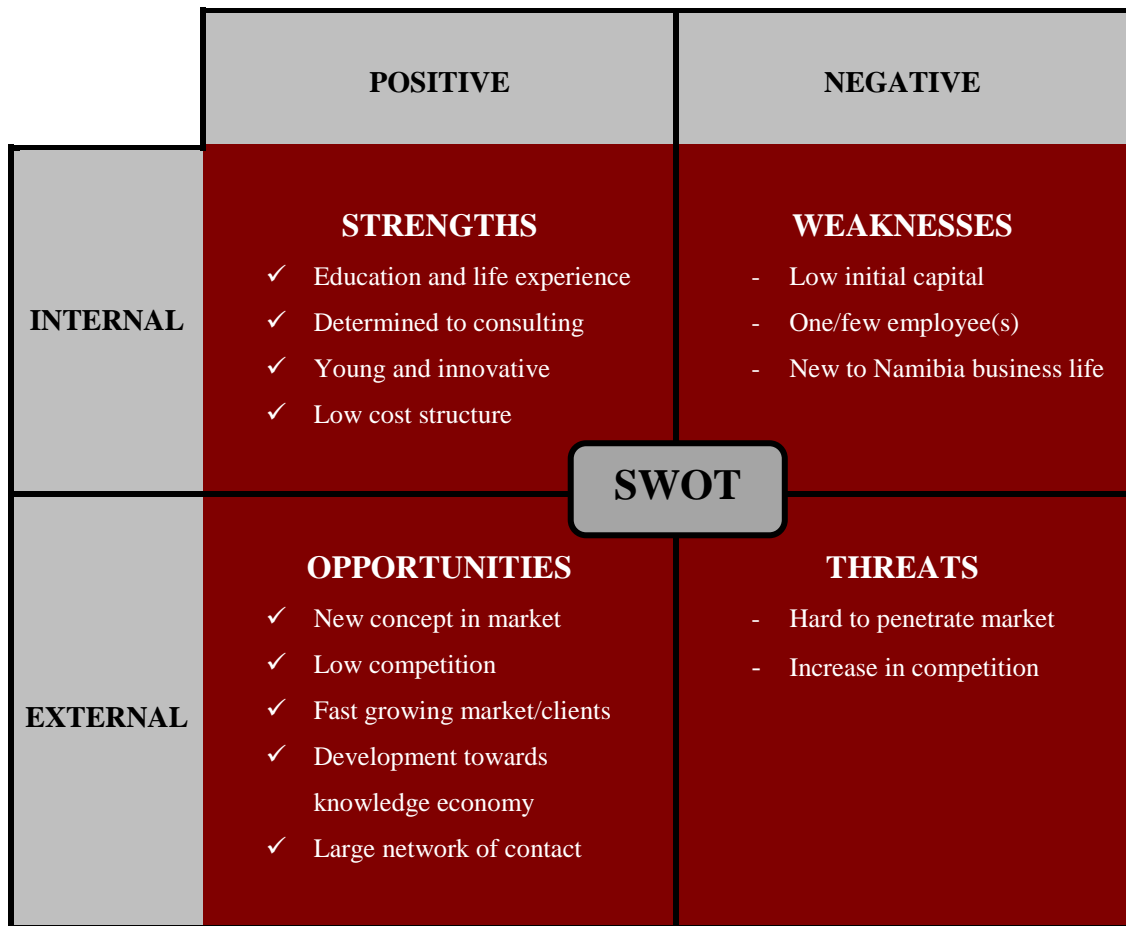 POSITIVE
NEGATIVE
INTERNAL
STRENGTHS
✓ Education and life experience
✓ Determined to consulting
✓ Young and innovative
✓ Low cost structure
WEAKNESSES
- Low initial capital
- One/few employee(s)
- New to Namibia business life
SWOT
EXTERNAL
OPPORTUNITIES
✓ New concept in market
✓ Low competition
✓ Fast growing market/clients
✓ Development towards
knowledge economy
✓ Large network of contact
THREATS
- Hard to penetrate market
- Increase in competition